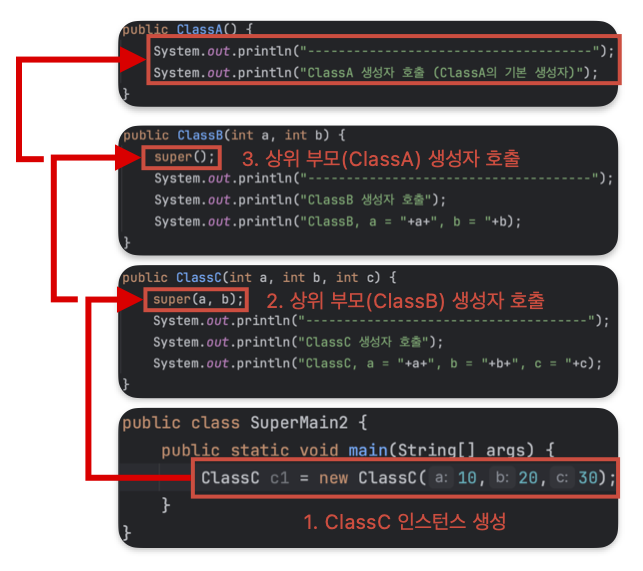 public ClassA() {
System.out.println("-------------------------------------");
System.out.println("ClassA 생성자 호출 (ClassA의 기본 생성자)");
}
public ClassB(int a, int b) {
super(); 3. 상위 부모(ClassA) 생성자 호출
System.out.println("-------------------------------------");
System.out.println("ClassB 생성자 호출");
System.out.println("ClassB, a = "+a+", b = "+b);
}
public ClassC(int a, int b, int c) {
super(a, b); 2. 상위 부모(ClassB) 생성자 호출
System.out.println("-------------------------------------");
System.out.println("ClassC 생성자 호출");
System.out.println("ClassC, a = "+a+", b = "+b+", c = "+c);
}
public class SuperMain2 {
public static void main(String[] args) {
ClassC c1 = new ClassC( a: 10, b: 20, c: 30);
}
1. ClassC 인스턴스 생성
}